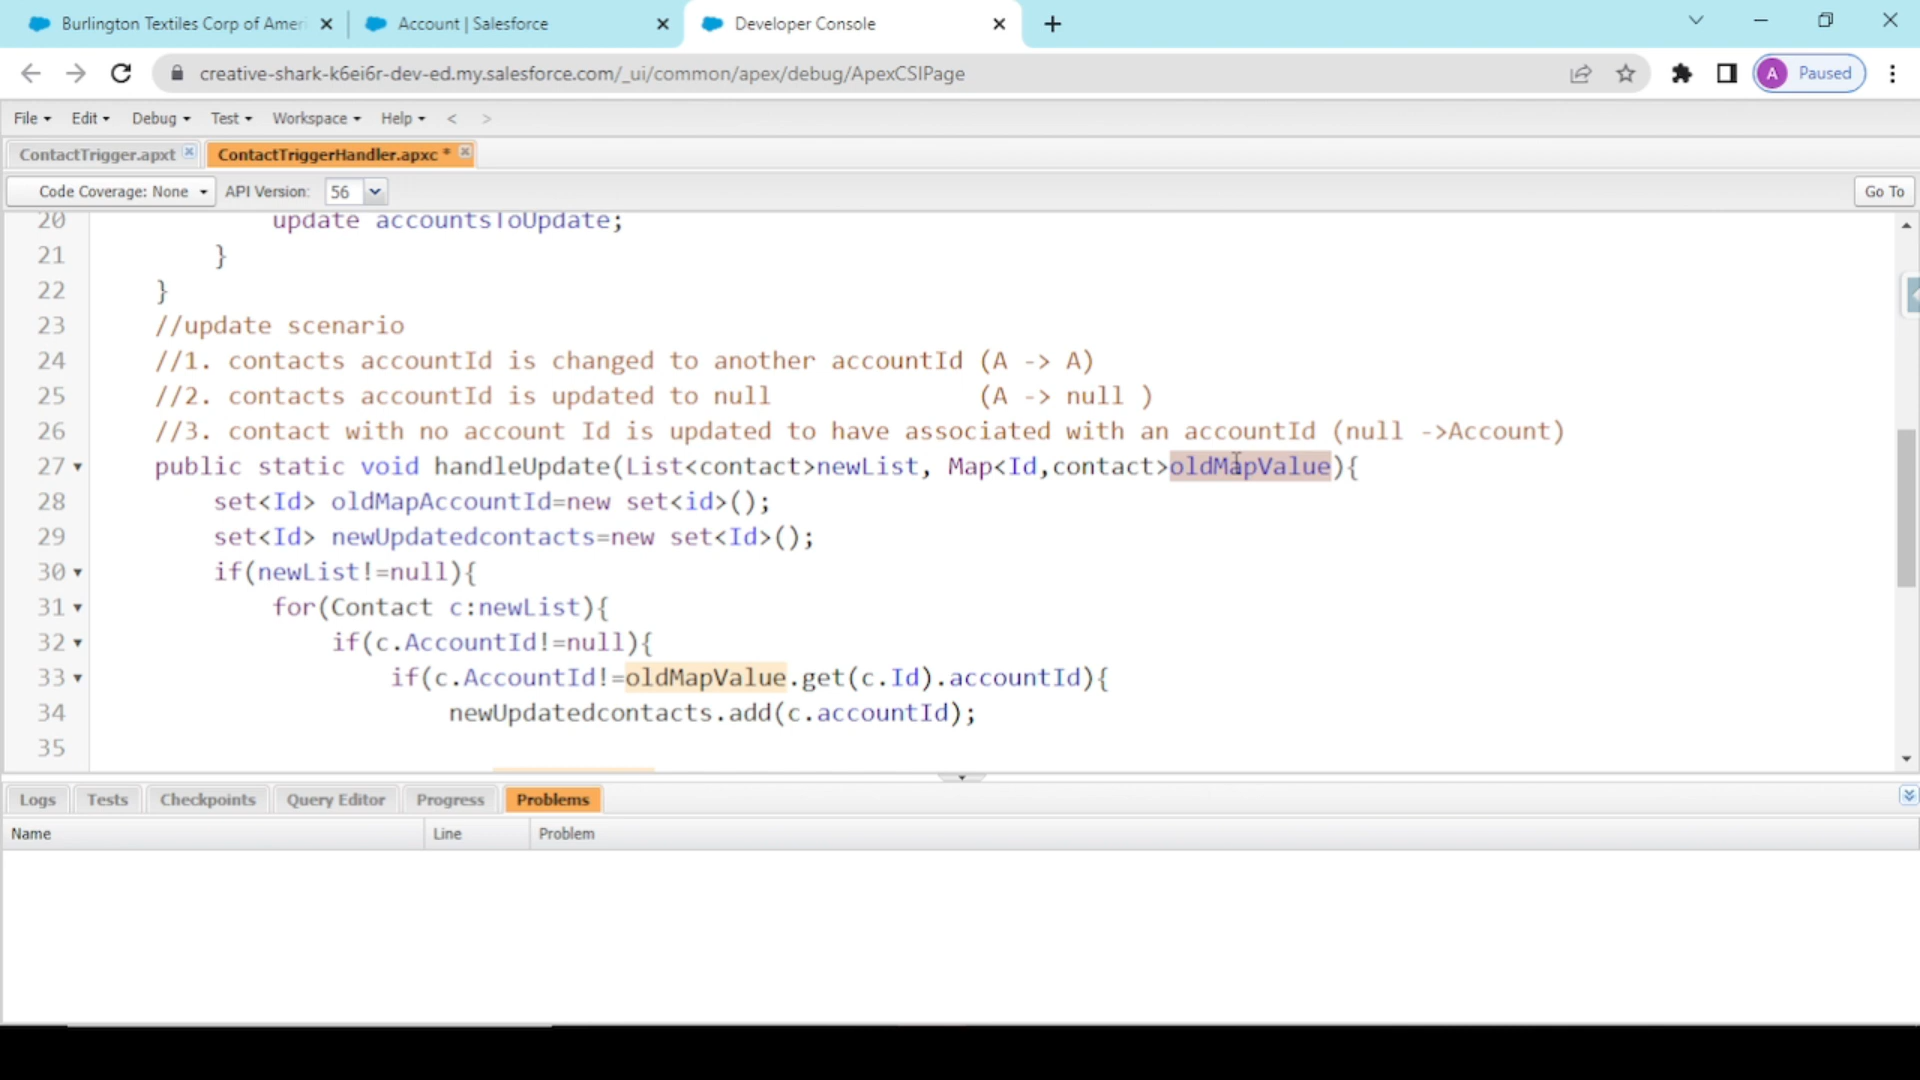 Burlington Textiles Corp of Ameri
Account | Salesforce
Developer Console
creative-shark-k6ei6r-dev-ed.my.salesforce.com/_ui/common/apex/debug/ApexCSIPage
A Paused
File Edit Debug Test Workspace Help < >
ContactTrigger.apxt
ContactTriggerHandler.apxc *
Code Coverage: None API Version: 56 Go To
20 update accountsToUpdate;
21 }
22 }
23 //update scenario
24 //1. contacts accountId is changed to another accountId (A -> A)
25 //2. contacts accountId is updated to null (A -> null )
26 //3. contact with no account Id is updated to have associated with an accountId (null ->Account)
27 public static void handleUpdate(List<contact>newList, Map<Id,contact>oldMapValue){
28 set<Id> oldMapAccountId=new set<id>();
29 set<Id> newUpdatedcontacts=new set<Id>();
30 if(newList!=null){
31 for(Contact c:newList){
32 if(c.AccountId!=null){
33 if(c.AccountId!=oldMapValue.get(c.Id).accountId){
34 newUpdatedcontacts.add(c.accountId);
35
Logs Tests Checkpoints Query Editor Progress Problems
Name Line Problem